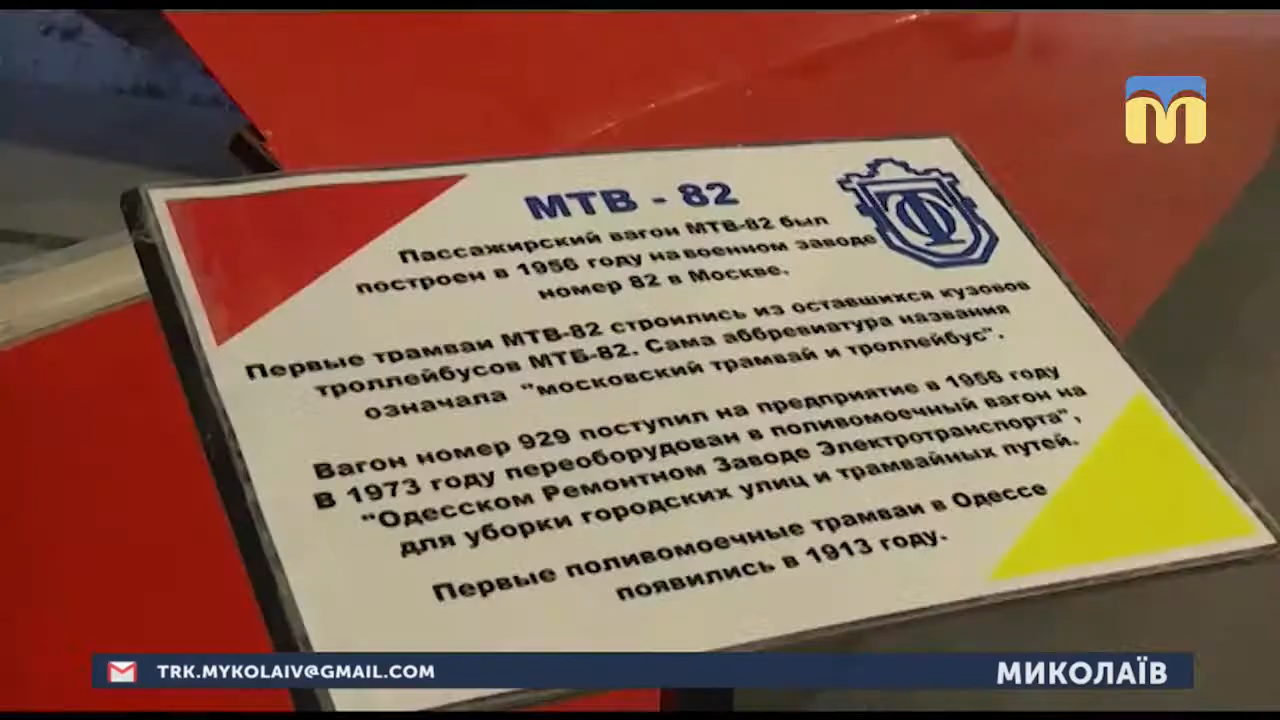 МТВ - 82
Пассажирский вагон МТВ-82 был
построен в 1956 году на военном заводе
номер 82 в Москве.
Первые трамваи МТВ-82 строились из оставшихся кузовов
троллейбусов МТБ-82. Сама аббревиатура названия
означала "московский трамвай и троллейбус".
Вагон номер 929 поступил на предприятие в 1956 году
В 1973 году переоборудован в поливомоечный вагон на
"Одесском Ремонтном Заводе Электротранспорта",
для уборки городских улиц и трамвайных путей.
Первые поливомоечные трамваи в Одессе
появились в 1913 году.
TRK.MYKOLAIV@GMAIL.COM
МИКОЛАЇВ